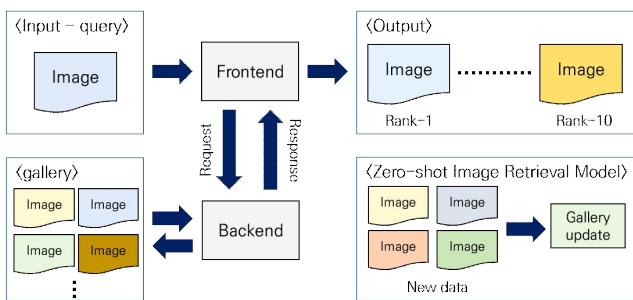 〈Input - query〉
Image
Frontend
〈Output〉
Image
Image
Rank-1
Rank-10
Request
Response
〈gallery〉
Image
Image
Image
Image
Backend
〈Zero-shot Image Retrieval Model〉
Image
Image
Image
Image
New data
Gallery
update